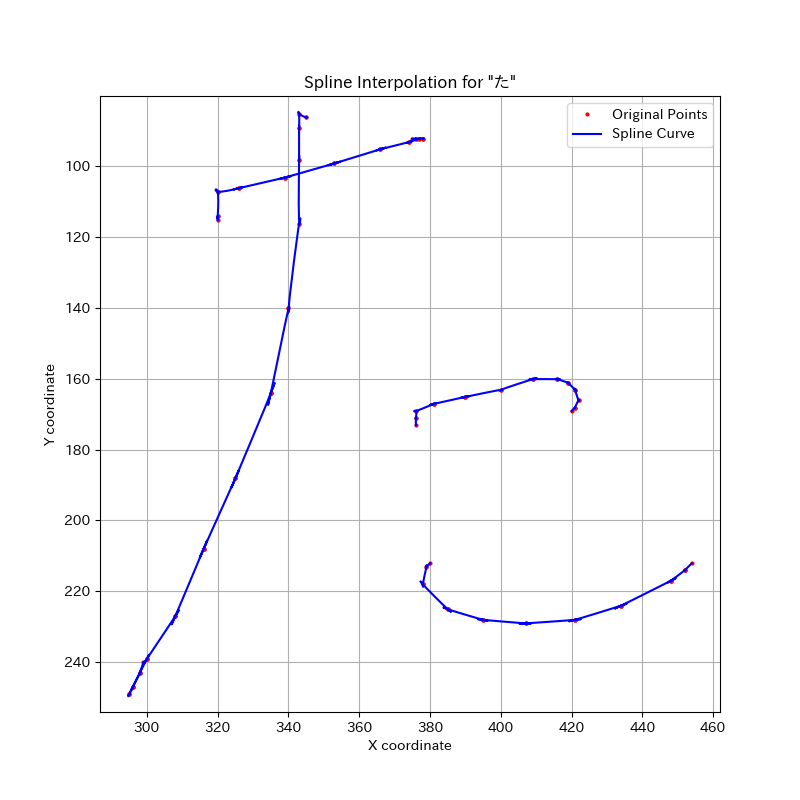 Spline Interpolation for "た"
Original Points
Spline Curve
Y coordinate
100
120
140
160
180
200
220
240
300
320
340
360
380
400
420
440
460
X coordinate
た